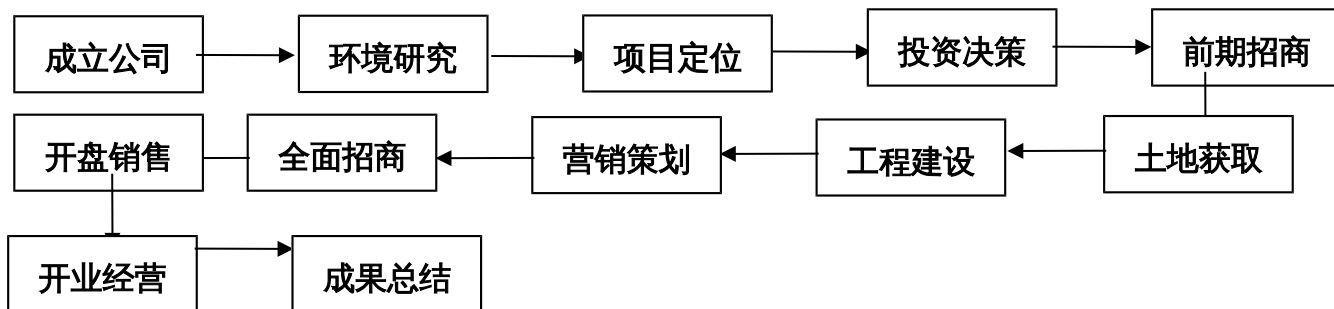 成立公司 环境研究 项目定位 投资决策 前期招商
开盘销售 全面招商 营销策划 工程建设 土地获取
开业经营 成果总结